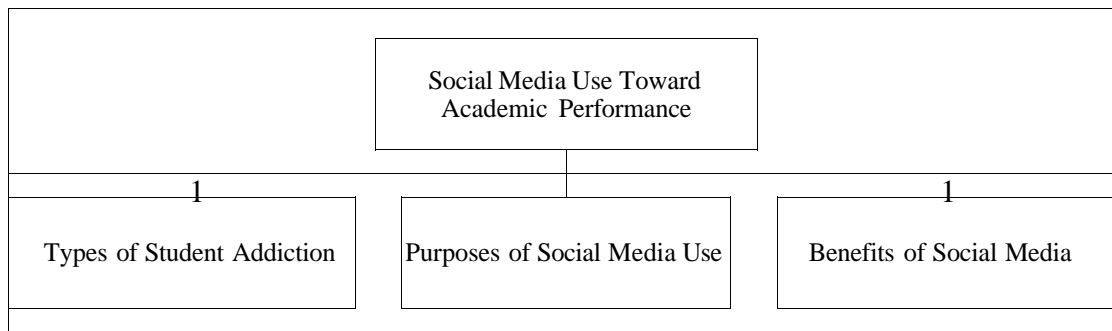 Social Media Use Toward
Academic Performance
1
1
Types of Student Addiction
Purposes of Social Media Use
Benefits of Social Media